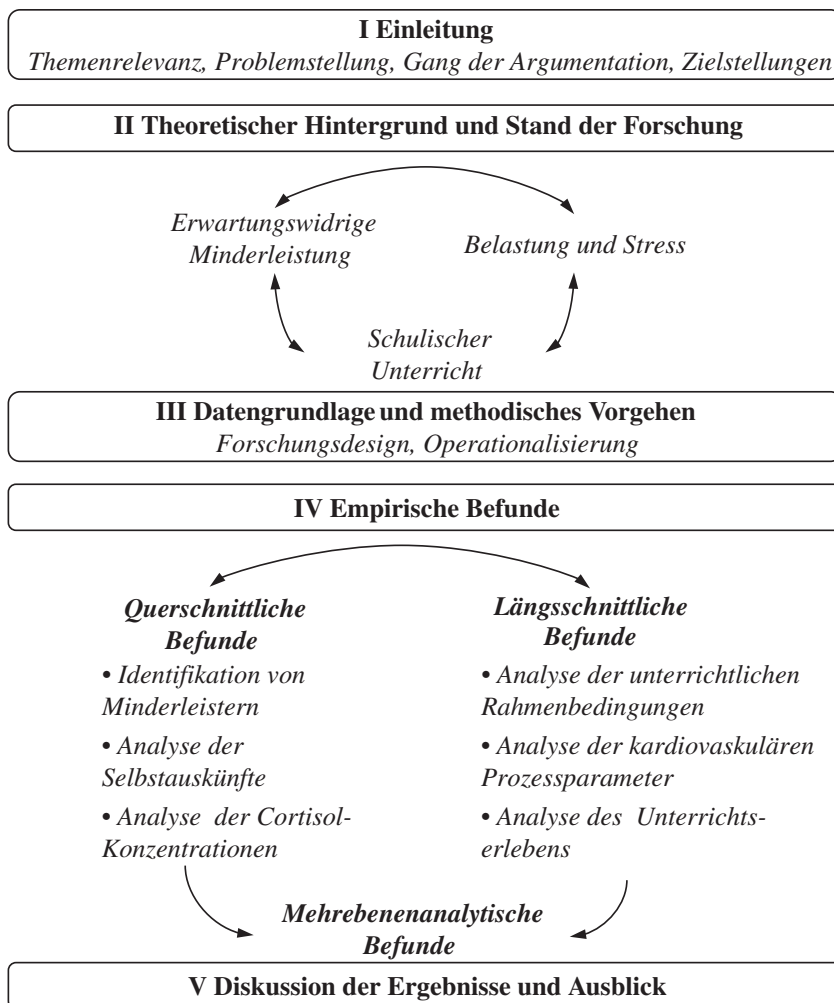 I Einleitung
Themenrelevanz, Problemstellung, Gang der Argumentation, Zielstellungen
II Theoretischer Hintergrund und Stand der Forschung
Erwartungswidrige
Minderleistung
Belastung und Stress
Schulischer
Unterricht
III Datengrundlage und methodisches Vorgehen
Forschungsdesign, Operationalisierung
IV Empirische Befunde
Querschnittliche
Befunde
• Identifikation von
Minderleistern
• Analyse der
Selbstauskünfte
• Analyse der Cortisol-
Konzentrationen
Längsschnittliche
Befunde
• Analyse der unterrichtlichen
Rahmenbedingungen
• Analyse der kardiovaskulären
Prozessparameter
• Analyse des Unterrichts-
erlebens
Mehrebenenanalytische
Befunde
V Diskussion der Ergebnisse und Ausblick